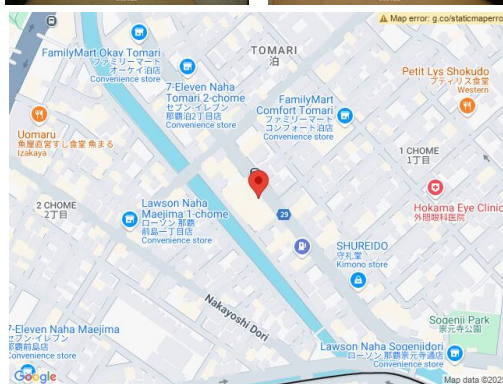 Map error: g.co/staticmaperro
FamilyMart Okay Tomari
ファミリーマート
オーケイ泊店
Convenience store
TOMARI
泊
7-Eleven Naha
Tomari 2-chome
セブン-イレブン
那覇泊2丁目店
Convenience store
FamilyMart
Comfort Tomari
ファミリーマート
コンフォート泊店
Convenience store
Petit Lys Shokudo
プティリス食堂
Western
Uomaru
魚屋直営すし食堂 魚まる
Izakaya
1 CHOME
1丁目
2 CHOME
2丁目
Lawson Naha
Maejima 1-chome
ローソン 那覇
前島一丁目店
Convenience store
29
Hokama Eye Clinic
外間眼科医院
SHUREIDO
守礼堂
Kimono store
Nakayoshi Dori
Sogenji Park
崇元寺公園
7-Eleven Naha Maejima
セブン-イレブン
那覇前島店
Convenience store
Lawson Naha Sogenjidori
ローソン 那覇崇元寺通店
Convenience store
Google
Map data ©202